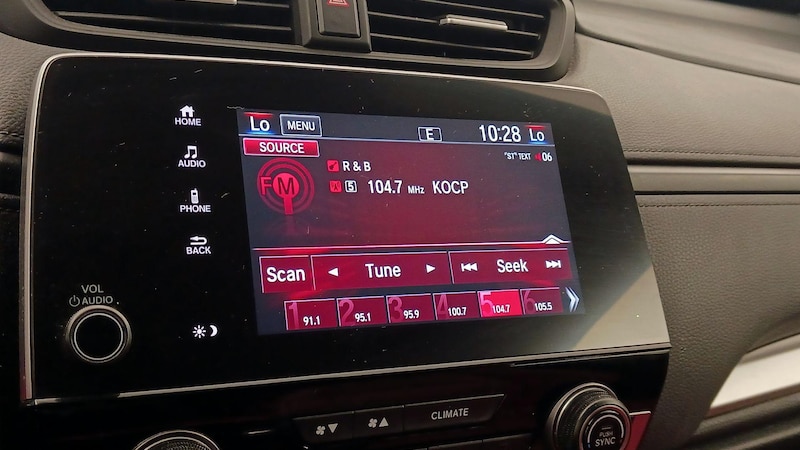 HOME
AUDIO
PHONE
BACK
VOL
AUDIO
Lo MENU E 10:28 Lo
SOURCE "ST" TEXT 06
R & B
FM 5 104.7 MHz KOCP
Scan Tune Seek
1 91.1 2 95.1 3 95.9 4 100.7 5 104.7 6 105.5
CLIMATE
PUSH
SYNC